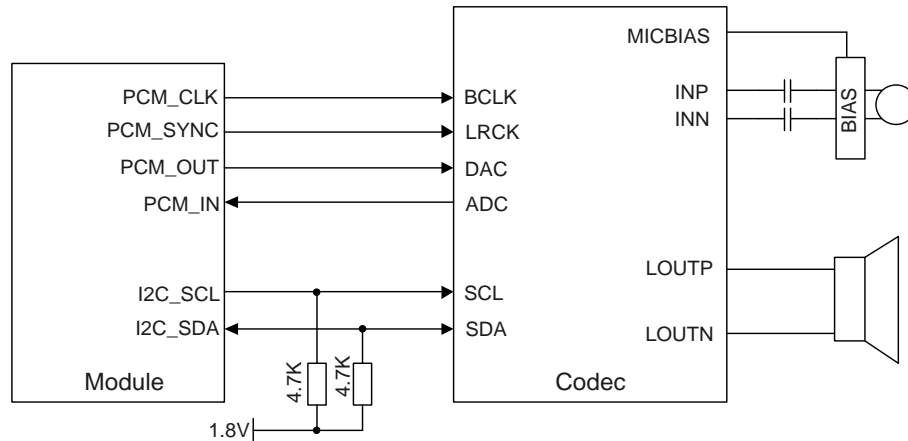 MICBIAS
PCM_CLK
BCLK
INP
BIAS
PCM_SYNC
LRCK
INN
PCM_OUT
DAC
PCM_IN
ADC
LOUTP
I2C_SCL
SCL
I2C_SDA
SDA
LOUTN
4.7K
4.7K
Module
Codec
1.8V